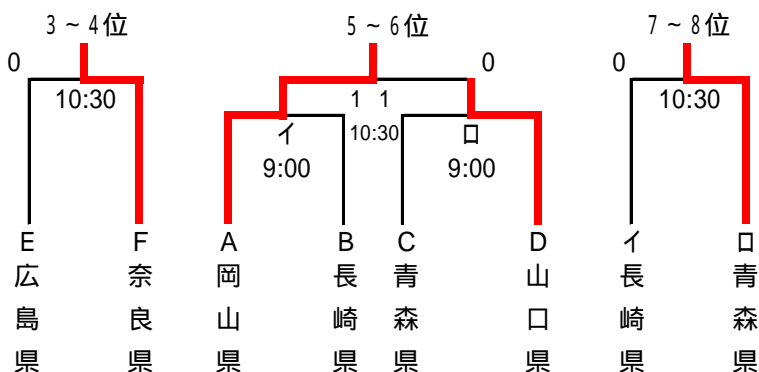 3～4位 5～6位 7～8位
0 0 0
10:30 1 1 10:30
イ 10:30 ロ
9:00 9:00
E F A B C D イ ロ
広島県 奈良県 岡山県 長崎県 青森県 山口県 長崎県 青森県